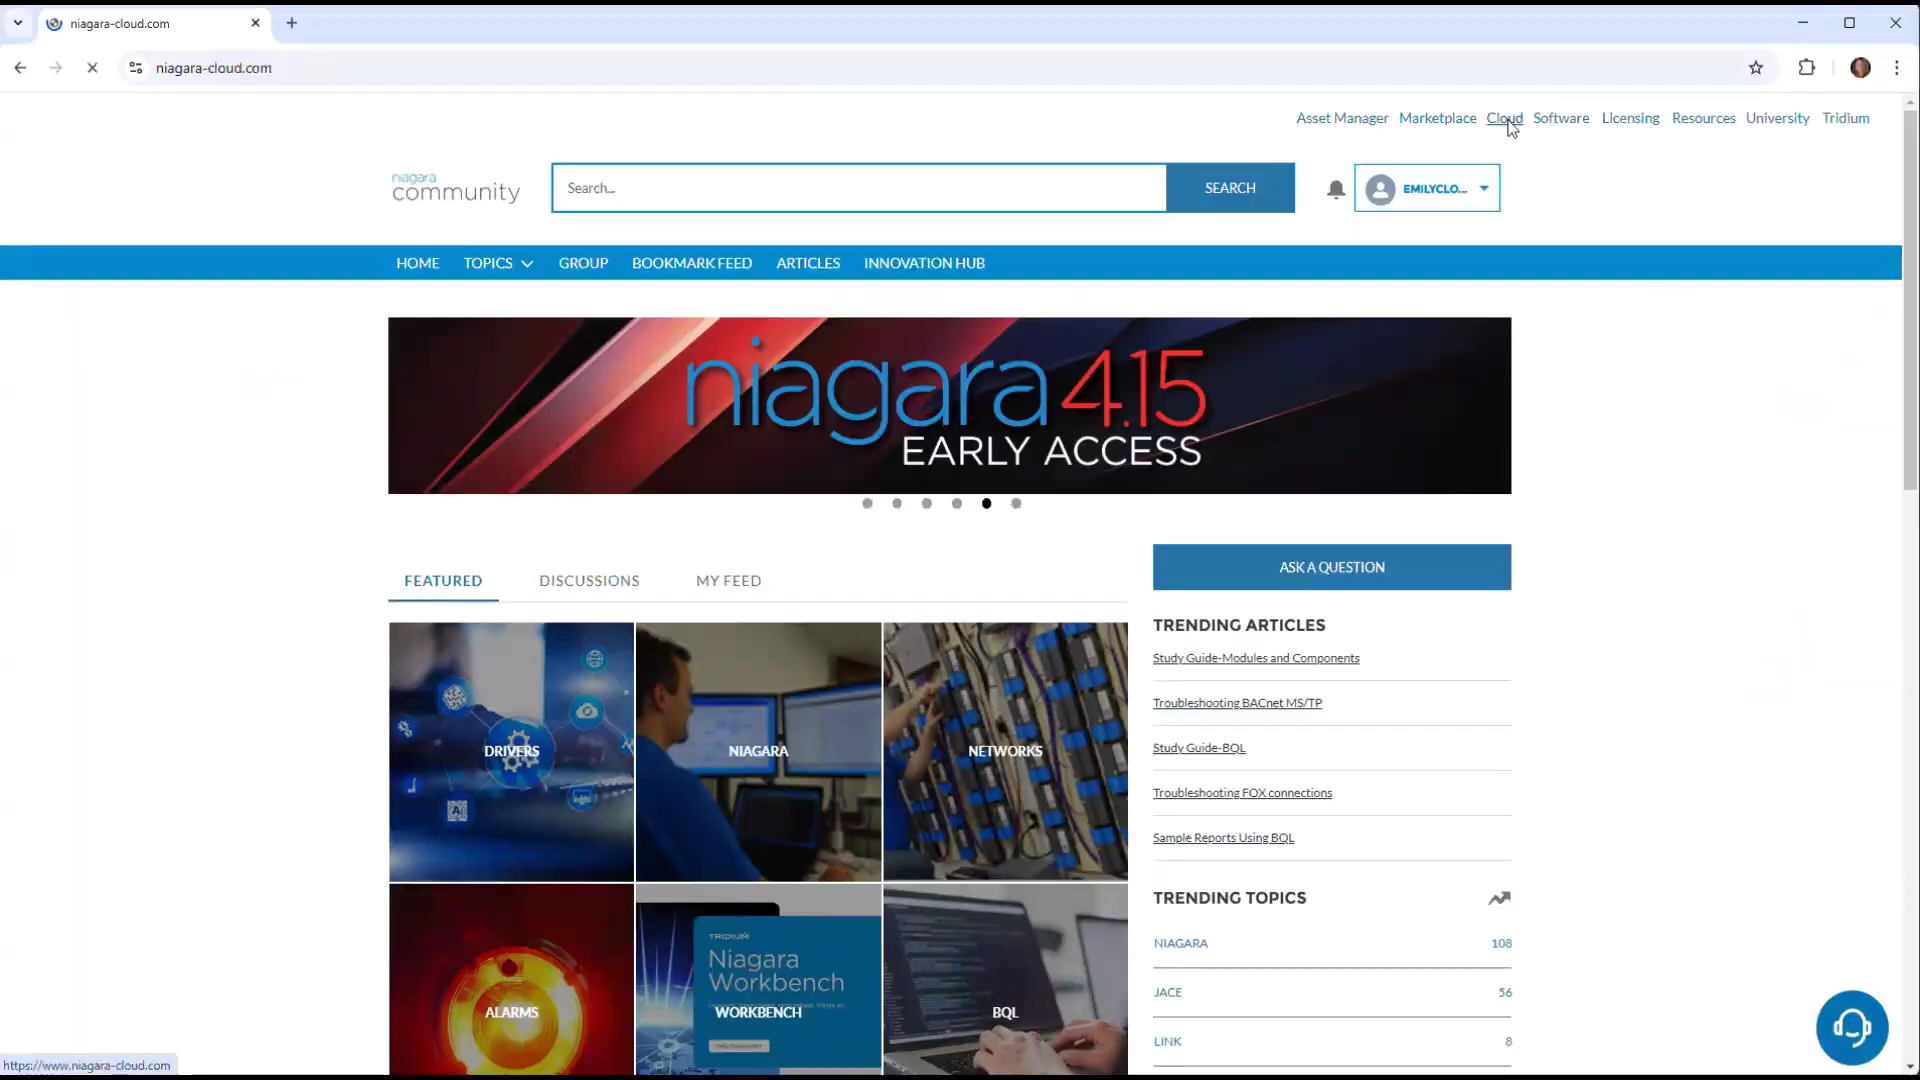 niagara-cloud.com
niagara-cloud.com
Asset Manager Marketplace Cloud Software Licensing Resources University Tridium
niagara
community
Search...
SEARCH
EMILYCLO...
HOME TOPICS GROUP BOOKMARK FEED ARTICLES INNOVATION HUB
niagara 4.15
EARLY ACCESS
FEATURED DISCUSSIONS MY FEED
ASK A QUESTION
TRENDING ARTICLES
Study Guide-Modules and Components
Troubleshooting BACnet MS/TP
Study Guide-BQL
Troubleshooting FOX connections
Sample Reports Using BQL
DRIVERS
NIAGARA
NETWORKS
TRENDING TOPICS
NIAGARA 108
JACE 56
LINK 8
TRIDIUM
Niagara
Workbench
ALARMS
WORKBENCH
BQL
https://www.niagara-cloud.com